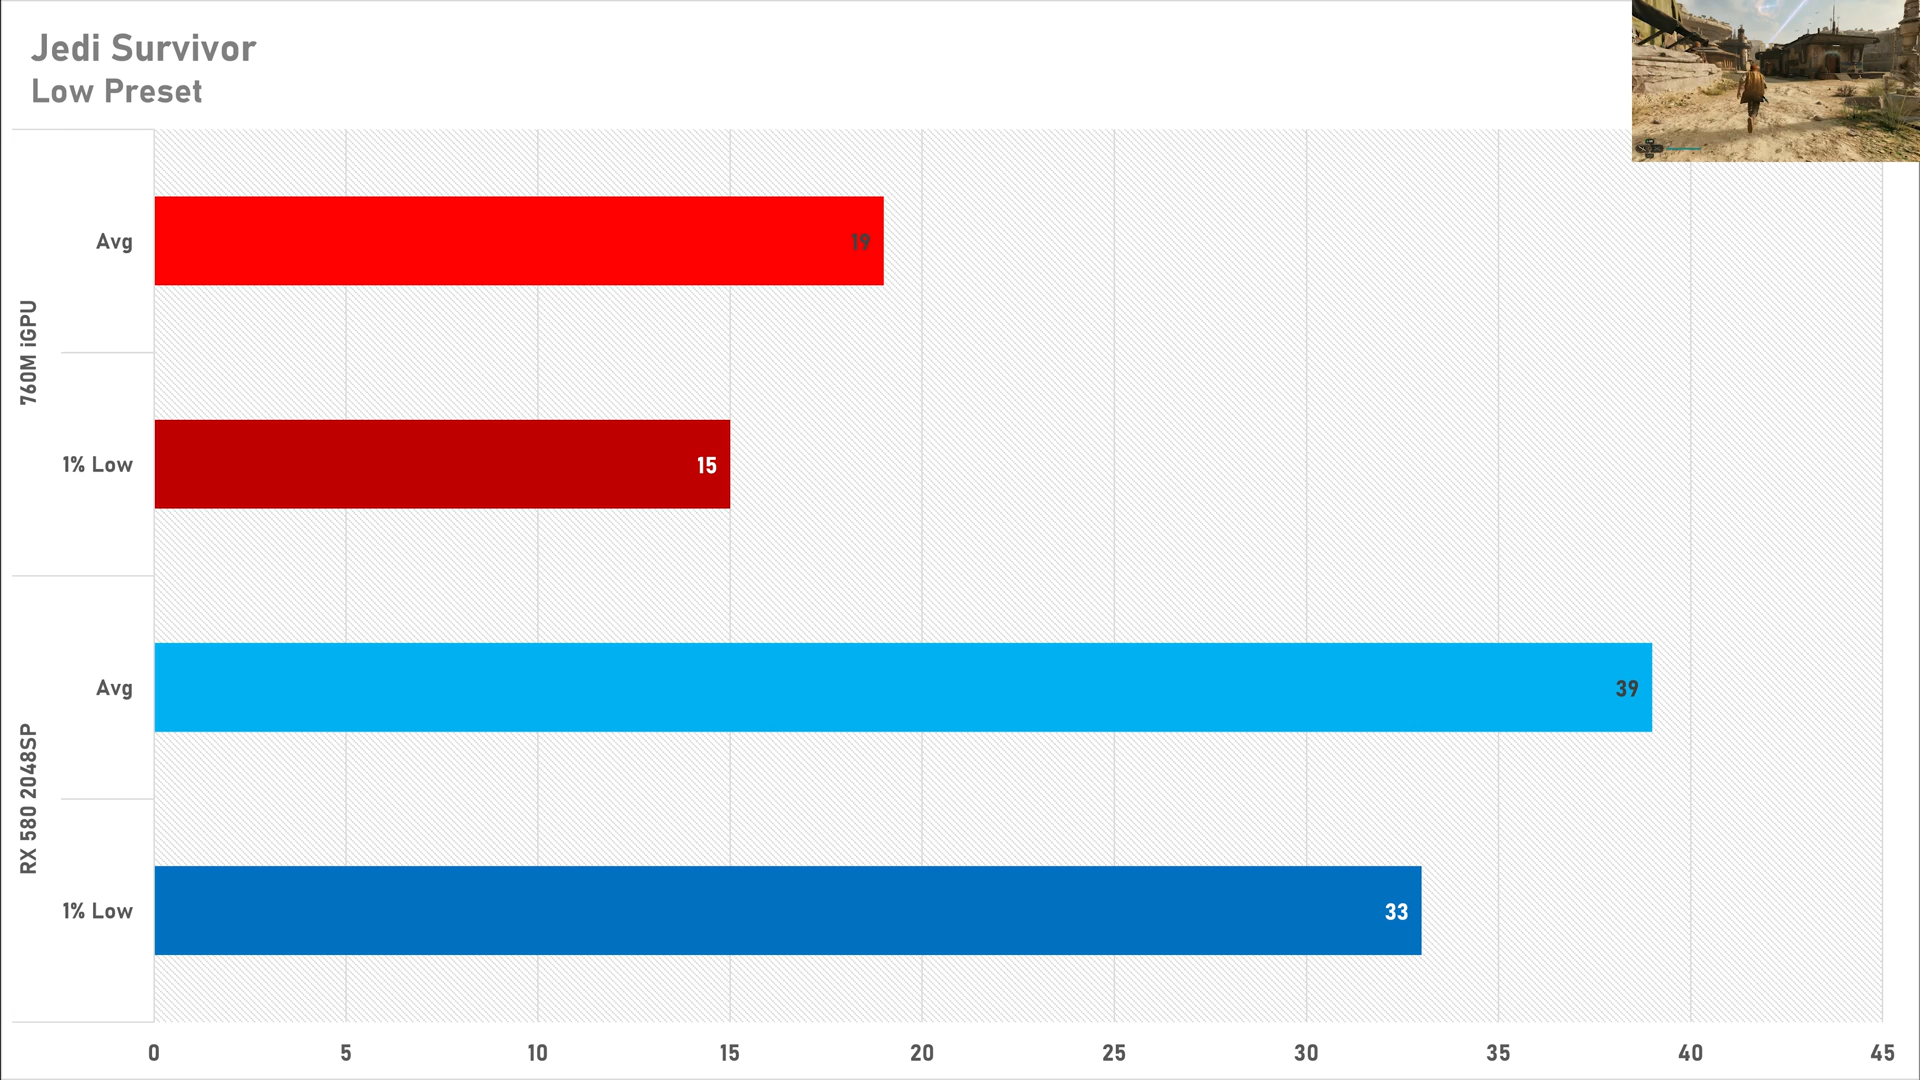 Jedi Survivor
Low Preset
760M iGPU
Avg
19
1% Low
15
RX 580 2048SP
Avg
39
1% Low
33
0 5 10 15 20 25 30 35 40 45